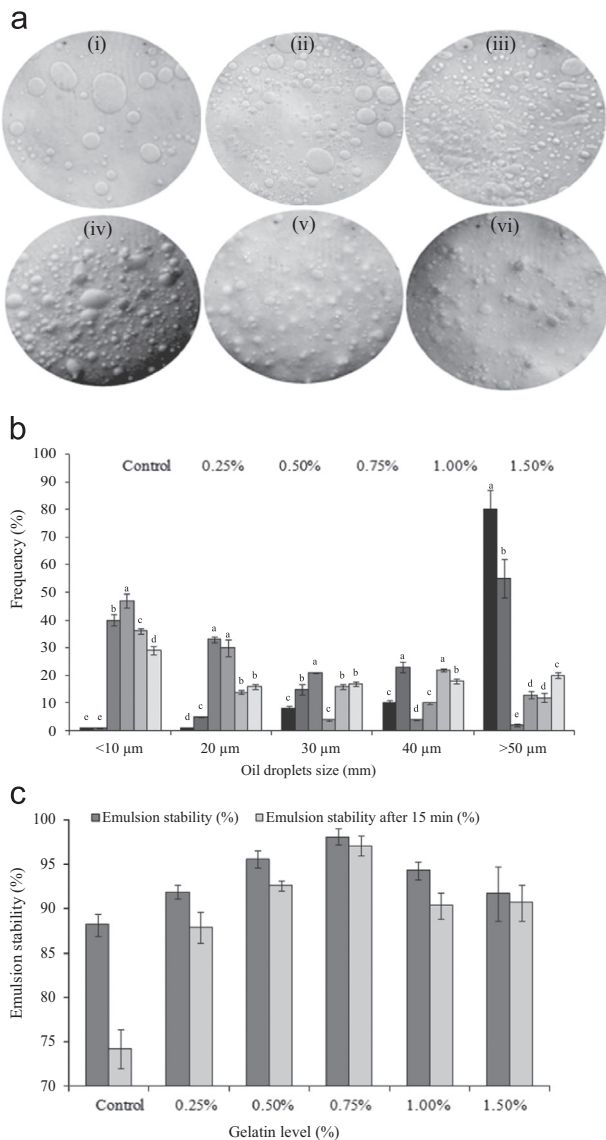 a
(i) (ii) (iii)
(iv) (v) (vi)
b
100
90
80
70
60
50
40
30
20
10
0
Frequency (%)
Control 0.25% 0.50% 0.75% 1.00% 1.50%
e e b a c d
d c a a b b
c b a c b b
c a d c a b
a b e d d c
<10 µm 20 µm 30 µm 40 µm >50 µm
Oil droplets size (mm)
c
100
95
90
85
80
75
70
Emulsion stability (%)
Emulsion stability (%) Emulsion stability after 15 min (%)
Control 0.25% 0.50% 0.75% 1.00% 1.50%
Gelatin level (%)